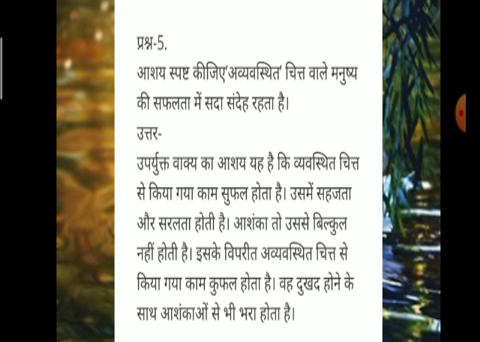 प्रश्न-5.
आशय स्पष्ट कीजिए'अव्यवस्थित' चित्त वाले मनुष्य
की सफलता में सदा संदेह रहता है।
उत्तर-
उपर्युक्त वाक्य का आशय यह है कि व्यवस्थित चित्त
से किया गया काम सुफल होता है। उसमें सहजता
और सरलता होती है। आशंका तो उससे बिल्कुल
नहीं होती है। इसके विपरीत अव्यवस्थित चित्त से
किया गया काम कुफल होता है। वह दुखद होने के
साथ आशंकाओं से भी भरा होता है।